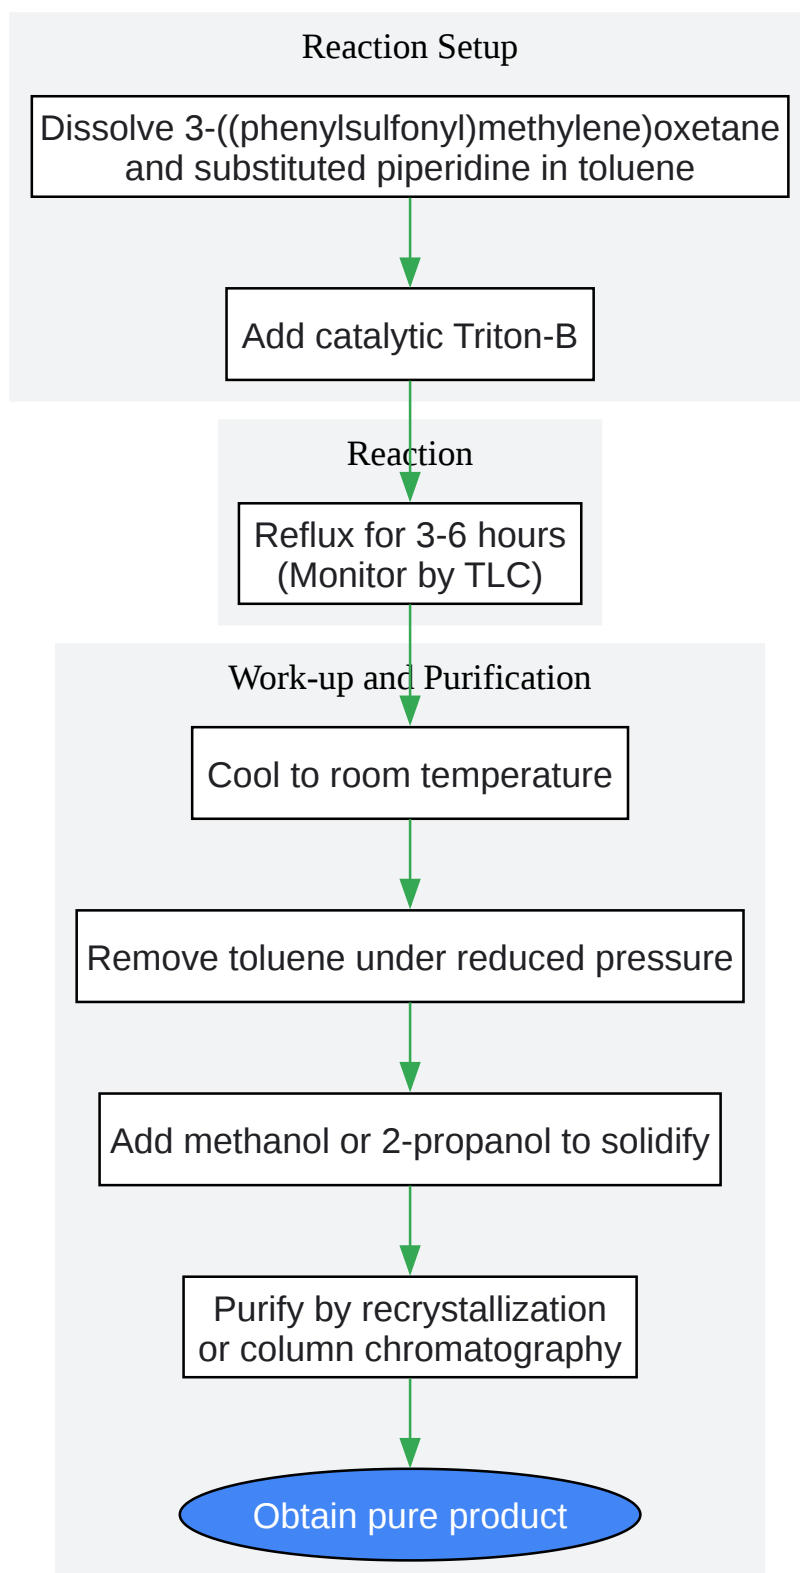 Reaction Setup
Dissolve 3-((phenylsulfonyl)methylene)oxetane
and substituted piperidine in toluene
Add catalytic Triton-B
Reaction
Reflux for 3-6 hours
(Monitor by TLC)
Work-up and Purification
Cool to room temperature
Remove toluene under reduced pressure
Add methanol or 2-propanol to solidify
Purify by recrystallization
or column chromatography
Obtain pure product